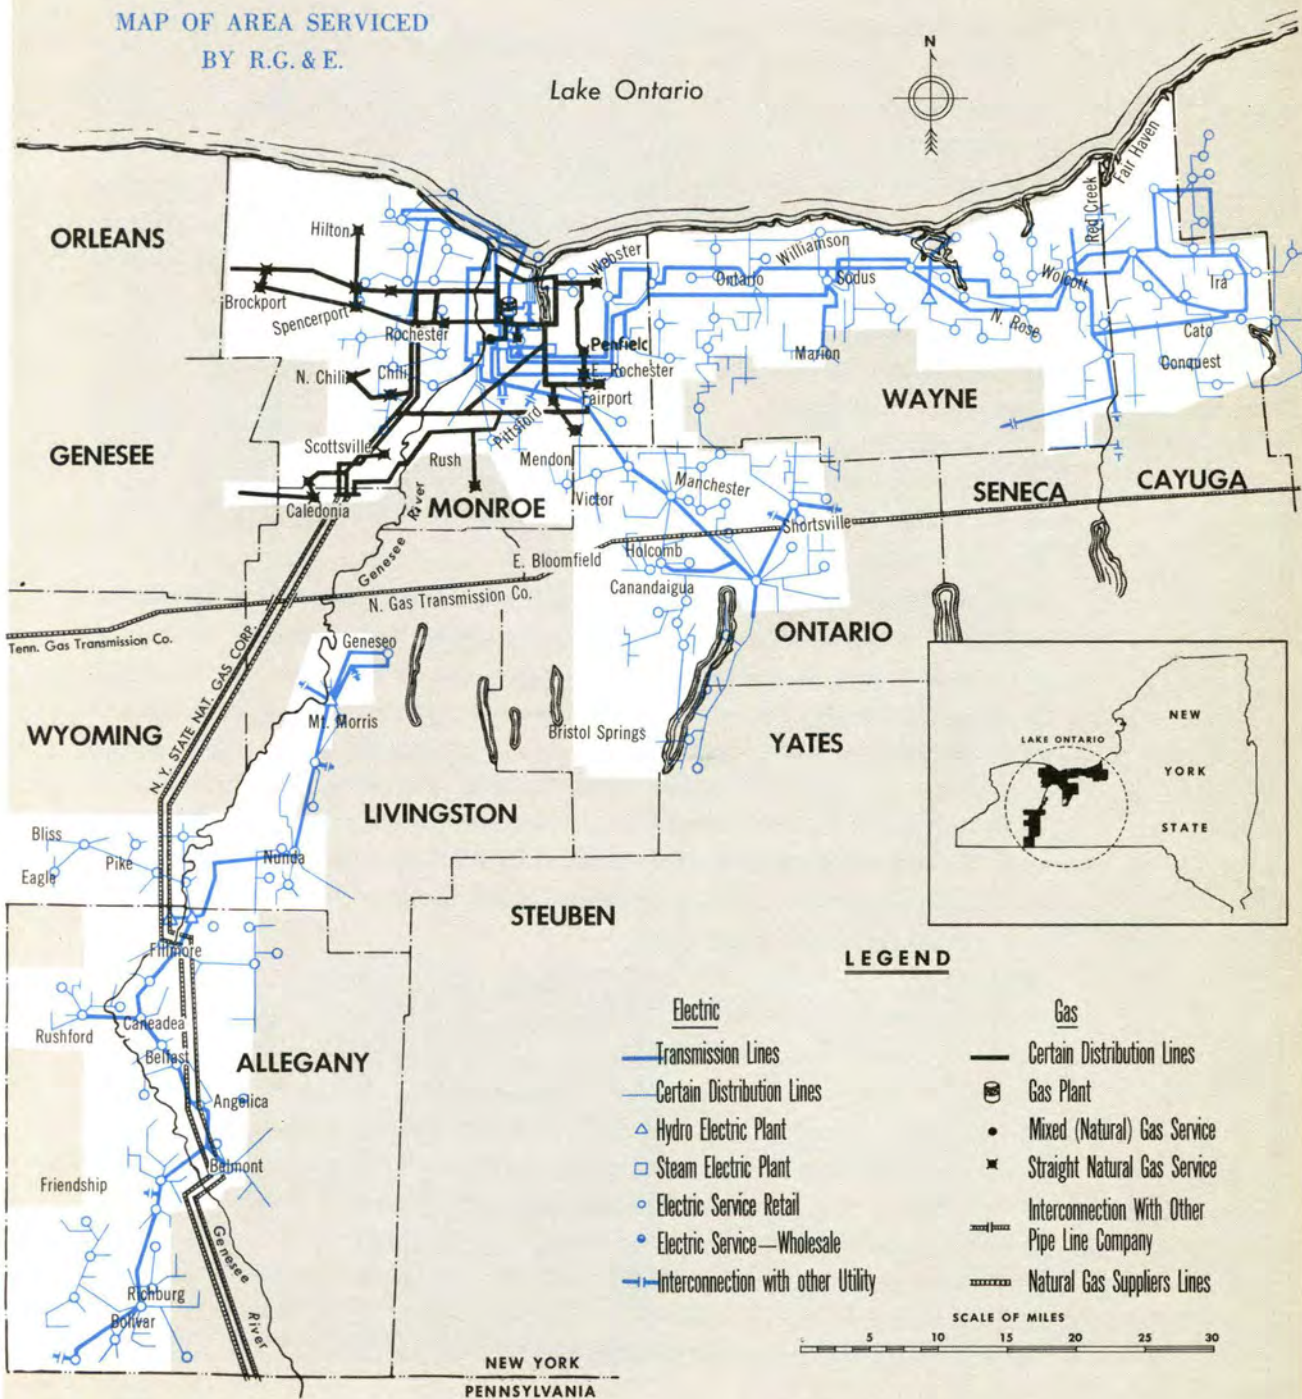 MAP OF AREA SERVICED
BY R.G. & E.
N
Lake Ontario
Fair Haven
Red Creek
ORLEANS
Hilton
Webster
Williamson
Ontario
Sodus
Wolcott
Tra
Brockport
Spencerport
Rochester
N. Rose
Cato
Penfielc
Marion
Conquest
N. Chili
Chili
E. Rochester
Fairport
WAYNE
Pittsford
GENESEE
Scottsville
Rush
Mendon
Manchester
Victor
SENECA
CAYUGA
Caledonia
MONROE
Genesee River
Shortsville
Holcomb
E. Bloomfield
Canandaigua
N. Gas Transmission Co.
Tenn. Gas Transmission Co.
ONTARIO
Geneseo
N. Y. STATE NAT. GAS CORP.
WYOMING
Mt. Morris
Bristol Springs
YATES
NEW
LAKE ONTARIO
YORK
STATE
LIVINGSTON
Bliss
Pike
Nunda
Eagle
STEUBEN
Fillmore
LEGEND
Rushford
Caneadea
Belfast
ALLEGANY
Angelica
Belmont
Friendship
Genesee River
Richburg
Bolivar
Electric
Transmission Lines
Certain Distribution Lines
Hydro Electric Plant
Steam Electric Plant
Electric Service Retail
Electric Service—Wholesale
Interconnection with other Utility
Gas
Certain Distribution Lines
Gas Plant
Mixed (Natural) Gas Service
Straight Natural Gas Service
Interconnection With Other
Pipe Line Company
Natural Gas Suppliers Lines
SCALE OF MILES
5 10 15 20 25 30
NEW YORK
PENNSYLVANIA